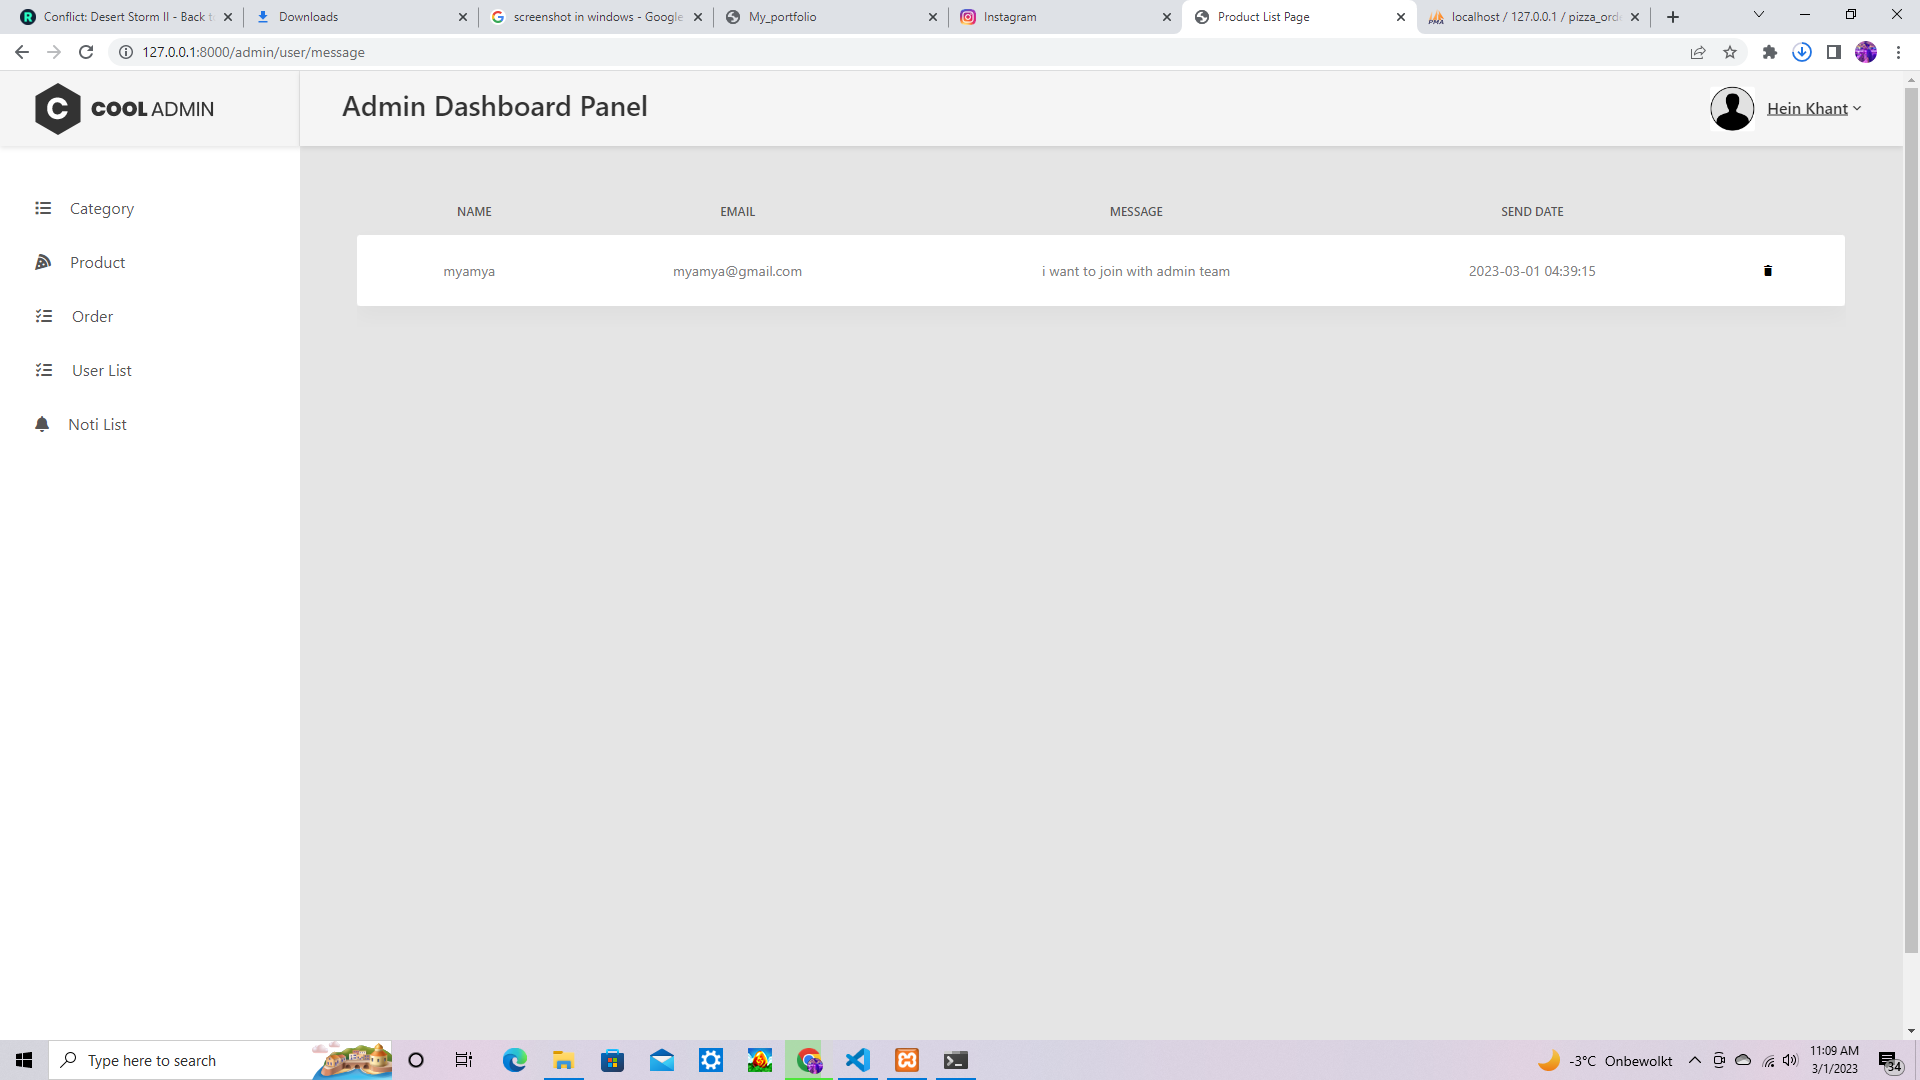 Conflict: Desert Storm II - Back t
Downloads
screenshot in windows - Google
My_portfolio
Instagram
Product List Page
localhost / 127.0.0.1 / pizza_ord
127.0.0.1:8000/admin/user/message
C COOL ADMIN
Admin Dashboard Panel
Hein Khant
Category
Product
Order
User List
Noti List
NAME EMAIL MESSAGE SEND DATE
myamya myamya@gmail.com i want to join with admin team 2023-03-01 04:39:15
Type here to search
-3°C Onbewolkt
11:09 AM
3/1/2023
34